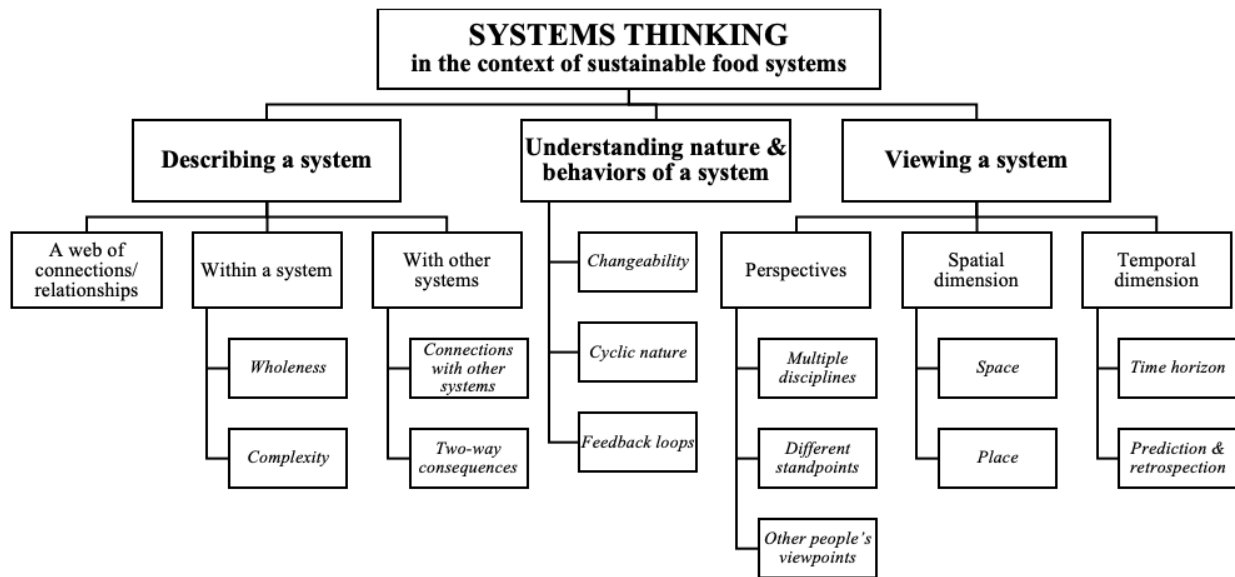 SYSTEMS THINKING
in the context of sustainable food systems
Describing a system
Understanding nature &
behaviors of a system
Viewing a system
A web of
connections/
relationships
Within a system
With other
systems
Wholeness
Complexity
Connections
with other
systems
Two-way
consequences
Changeability
Cyclic nature
Feedback loops
Perspectives
Spatial
dimension
Temporal
dimension
Multiple
disciplines
Different
standpoints
Other people's
viewpoints
Space
Place
Time horizon
Prediction &
retrospection